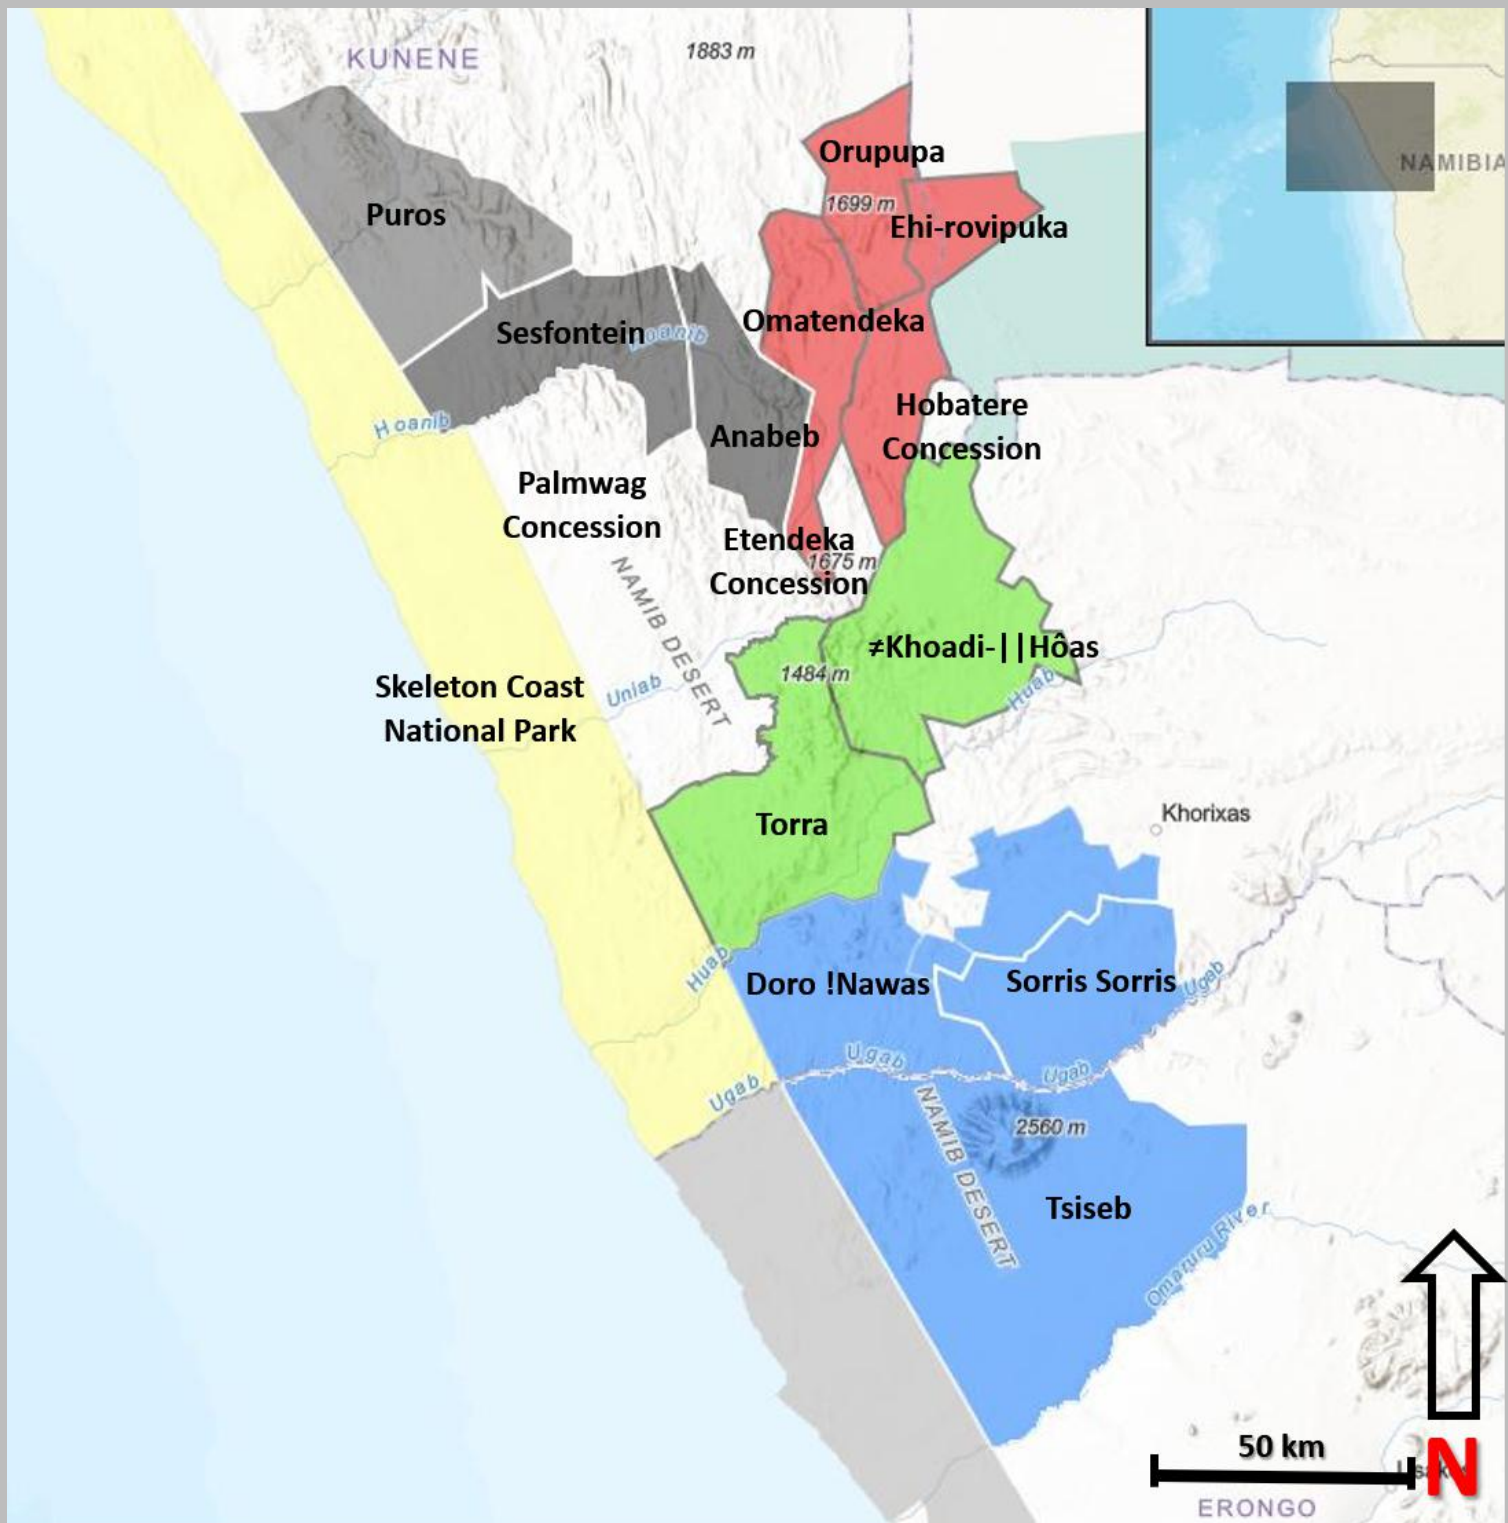 KUNENE
1883 m
NAMIBIA
Orupupa
1699 m
Ehi-rovipuka
Puros
Omatendeka
Sesfontein
Hoanib
Hobatere
Concession
Hoanib
Anabeb
Palmwag
Concession
Etendeka
Concession
1675 m
NAMIB DESERT
≠Khoadi-||Hôas
1484 m
Skeleton Coast
National Park
Uniab
Huab
Khorixas
Torra
Huab
Doro !Nawas
Sorris Sorris
Ugab
Ugab
Ugab
Ugab
NAMIB DESERT
2560 m
Tsiseb
Omaruru River
50 km
N
ERONGO